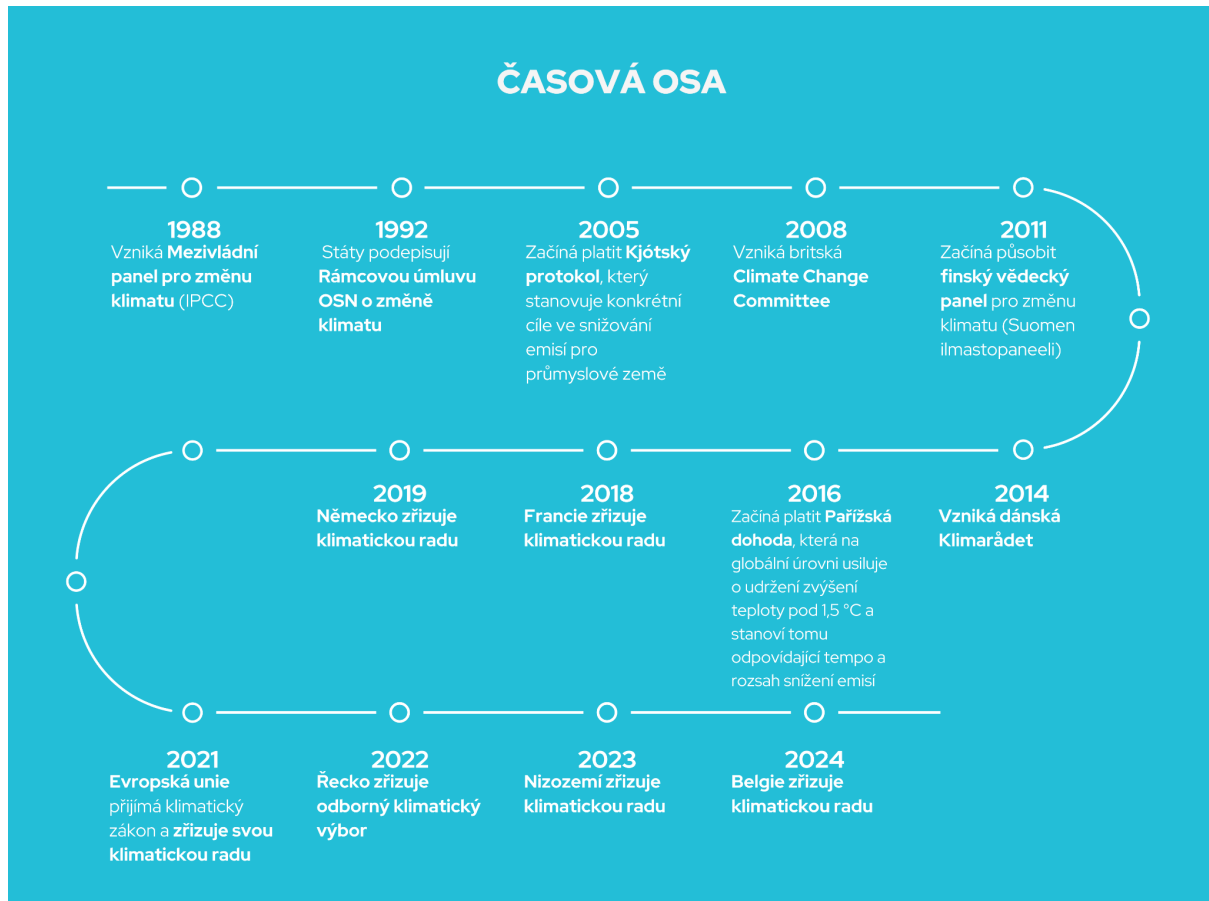 ČASOVÁ OSA
1988
Vzniká Mezivládní
panel pro změnu
klimatu (IPCC)
1992
Státy podepisují
Rámcovou úmluvu
OSN o změně
klimatu
2005
Začíná platit Kjótský
protokol, který
stanovuje konkrétní
cíle ve snižování
emisí pro
průmyslové země
2008
Vzniká britská
Climate Change
Committee
2011
Začíná působit
finský vědecký
panel pro změnu
klimatu (Suomen
ilmastopaneeli)
2014
Vzniká dánská
Klimarådet
2016
Začíná platit Pařížská
dohoda, která na
globální úrovni usiluje
o udržení zvýšení
teploty pod 1,5 °C a
stanoví tomu
odpovídající tempo a
rozsah snížení emisí
2018
Francie zřizuje
klimatickou radu
2019
Německo zřizuje
klimatickou radu
2021
Evropská unie
přijímá klimatický
zákon a zřizuje svou
klimatickou radu
2022
Řecko zřizuje
odborný klimatický
výbor
2023
Nizozemí zřizuje
klimatickou radu
2024
Belgie zřizuje
klimatickou radu